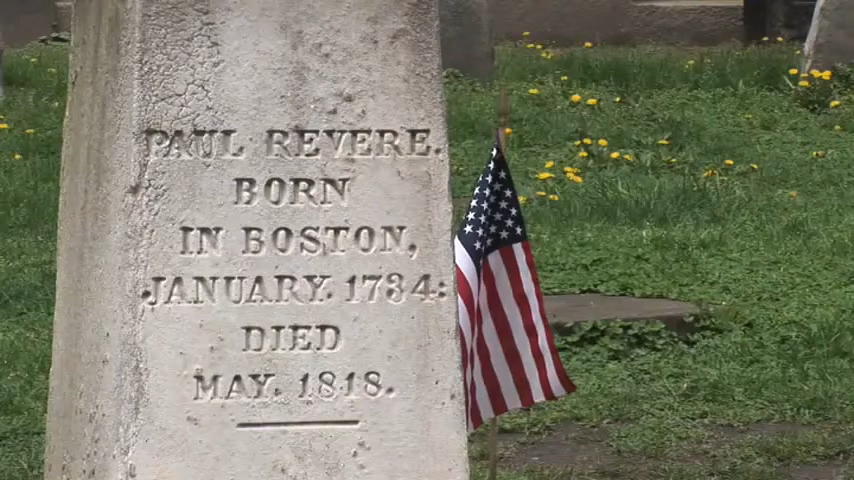 PAUL REVERE.
BORN
IN BOSTON,
JANUARY. 1734:
DIED
MAY. 1818.